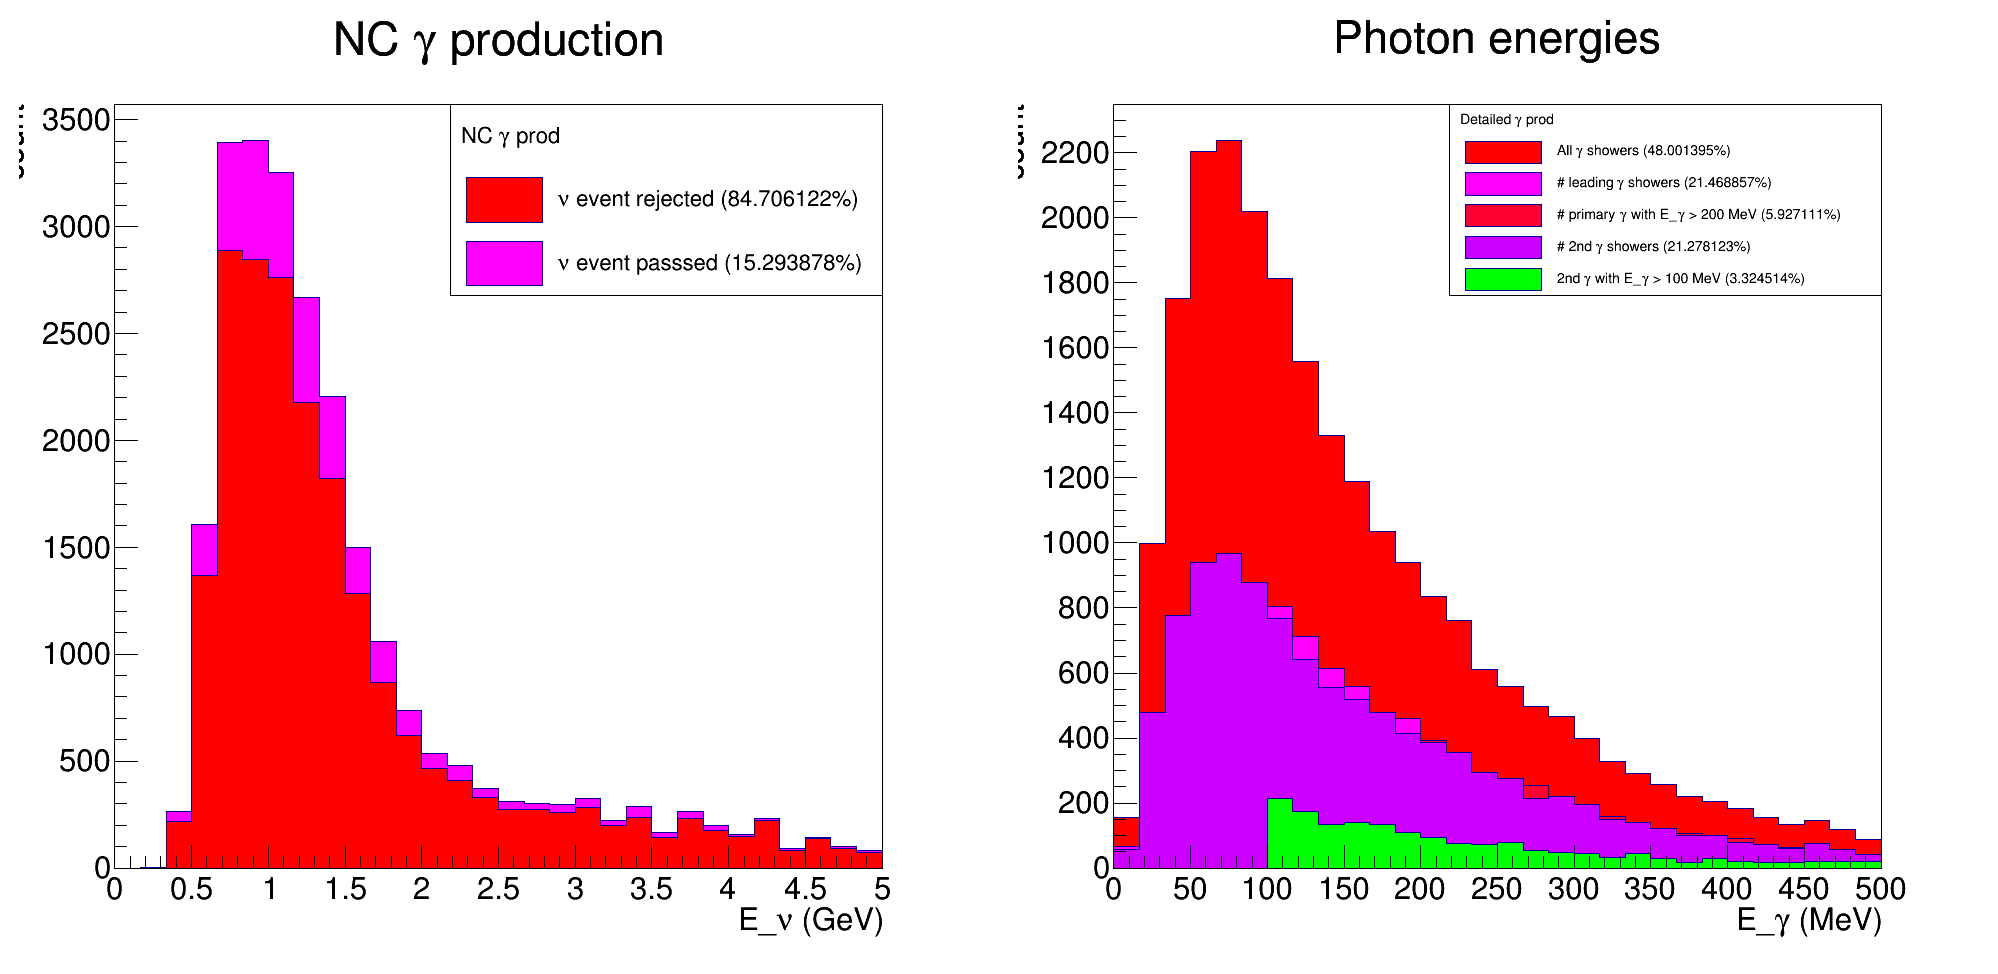 NC γ production
3500
3000
2500
2000
1500
1000
500
0
0 0.5 1 1.5 2 2.5 3 3.5 4 4.5 5
E_ν (GeV)
NC γ prod
ν event rejected (84.706122%)
ν event passsed (15.293878%)
Photon energies
2200
2000
1800
1600
1400
1200
1000
800
600
400
200
0
0 50 100 150 200 250 300 350 400 450 500
E_γ (MeV)
Detailed γ prod
All γ showers (48.001395%)
# leading γ showers (21.468857%)
# primary γ with E_γ > 200 MeV (5.927111%)
# 2nd γ showers (21.278123%)
2nd γ with E_γ > 100 MeV (3.324514%)